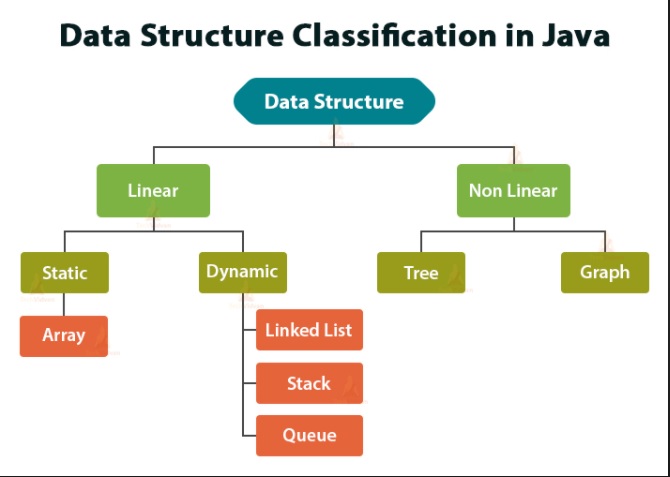 Data Structure Classification in Java
Data Structure
Linear
Non Linear
Static
Dynamic
Tree
Graph
Array
Linked List
Stack
Queue